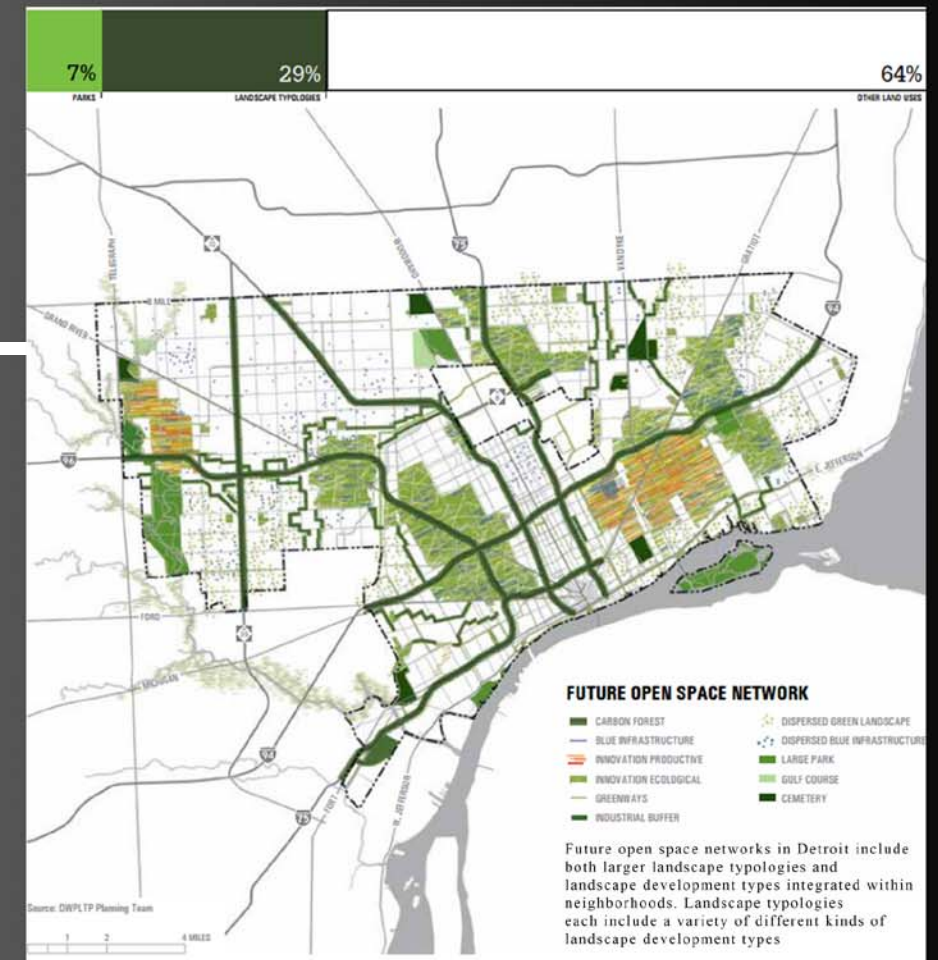 7%
29%
64%
PARKS
LANDSCAPE TYPOLOGIES
OTHER LAND USES
TELEGRAPH
WOODWARD
75
VAN DYKE
GRATIOT
8 MILE
GRAND RIVER
94
E. JEFFERSON
FORD
MICHIGAN
94
75
FORT
W. JEFFERSON
FUTURE OPEN SPACE NETWORK
CARBON FOREST
BLUE INFRASTRUCTURE
INNOVATION PRODUCTIVE
INNOVATION ECOLOGICAL
GREENWAYS
INDUSTRIAL BUFFER
DISPERSED GREEN LANDSCAPE
DISPERSED BLUE INFRASTRUCTURE
LARGE PARK
GOLF COURSE
CEMETERY
Future open space networks in Detroit include
both larger landscape typologies and
landscape development types integrated within
neighborhoods. Landscape typologies
each include a variety of different kinds of
landscape development types
Source: DWPLTP Planning Team
1 2 4 MILES